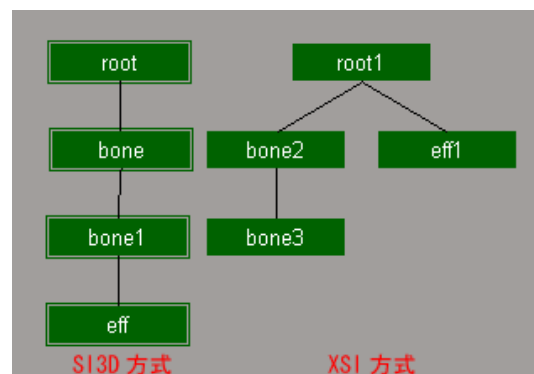 root
root1
bone
bone2
eff1
bone1
bone3
eff
SI3D 方式
XSI 方式